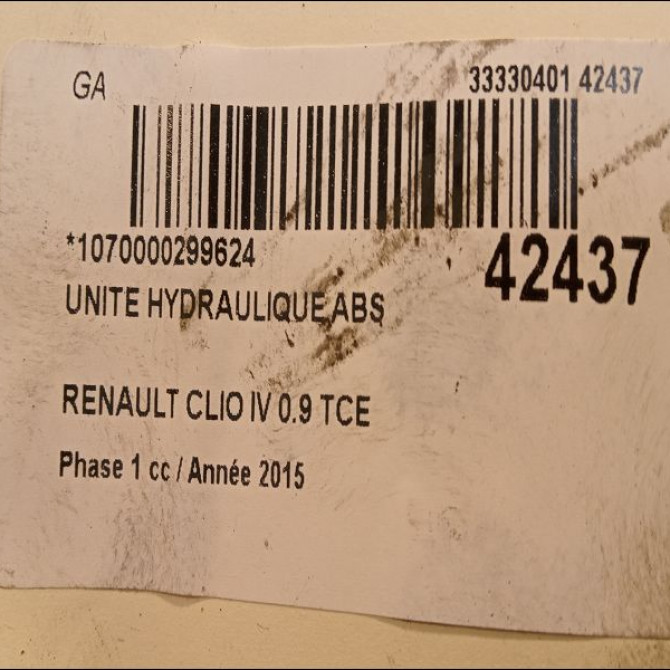 GA 33330401 42437
*1070000299624 42437
UNITE HYDRAULIQUE ABS
RENAULT CLIO IV 0.9 TCE
Phase 1 cc / Année 2015